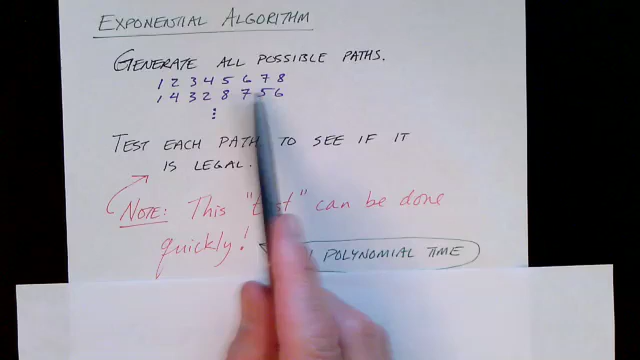 EXPONENTIAL ALGORITHM
GENERATE ALL POSSIBLE PATHS.
1 2 3 4 5 6 7 8
1 4 3 2 8 7 5 6
⋮
TEST EACH PATH TO SEE IF IT
IS LEGAL.
NOTE: This "test" can be done
quickly!
POLYNOMIAL TIME